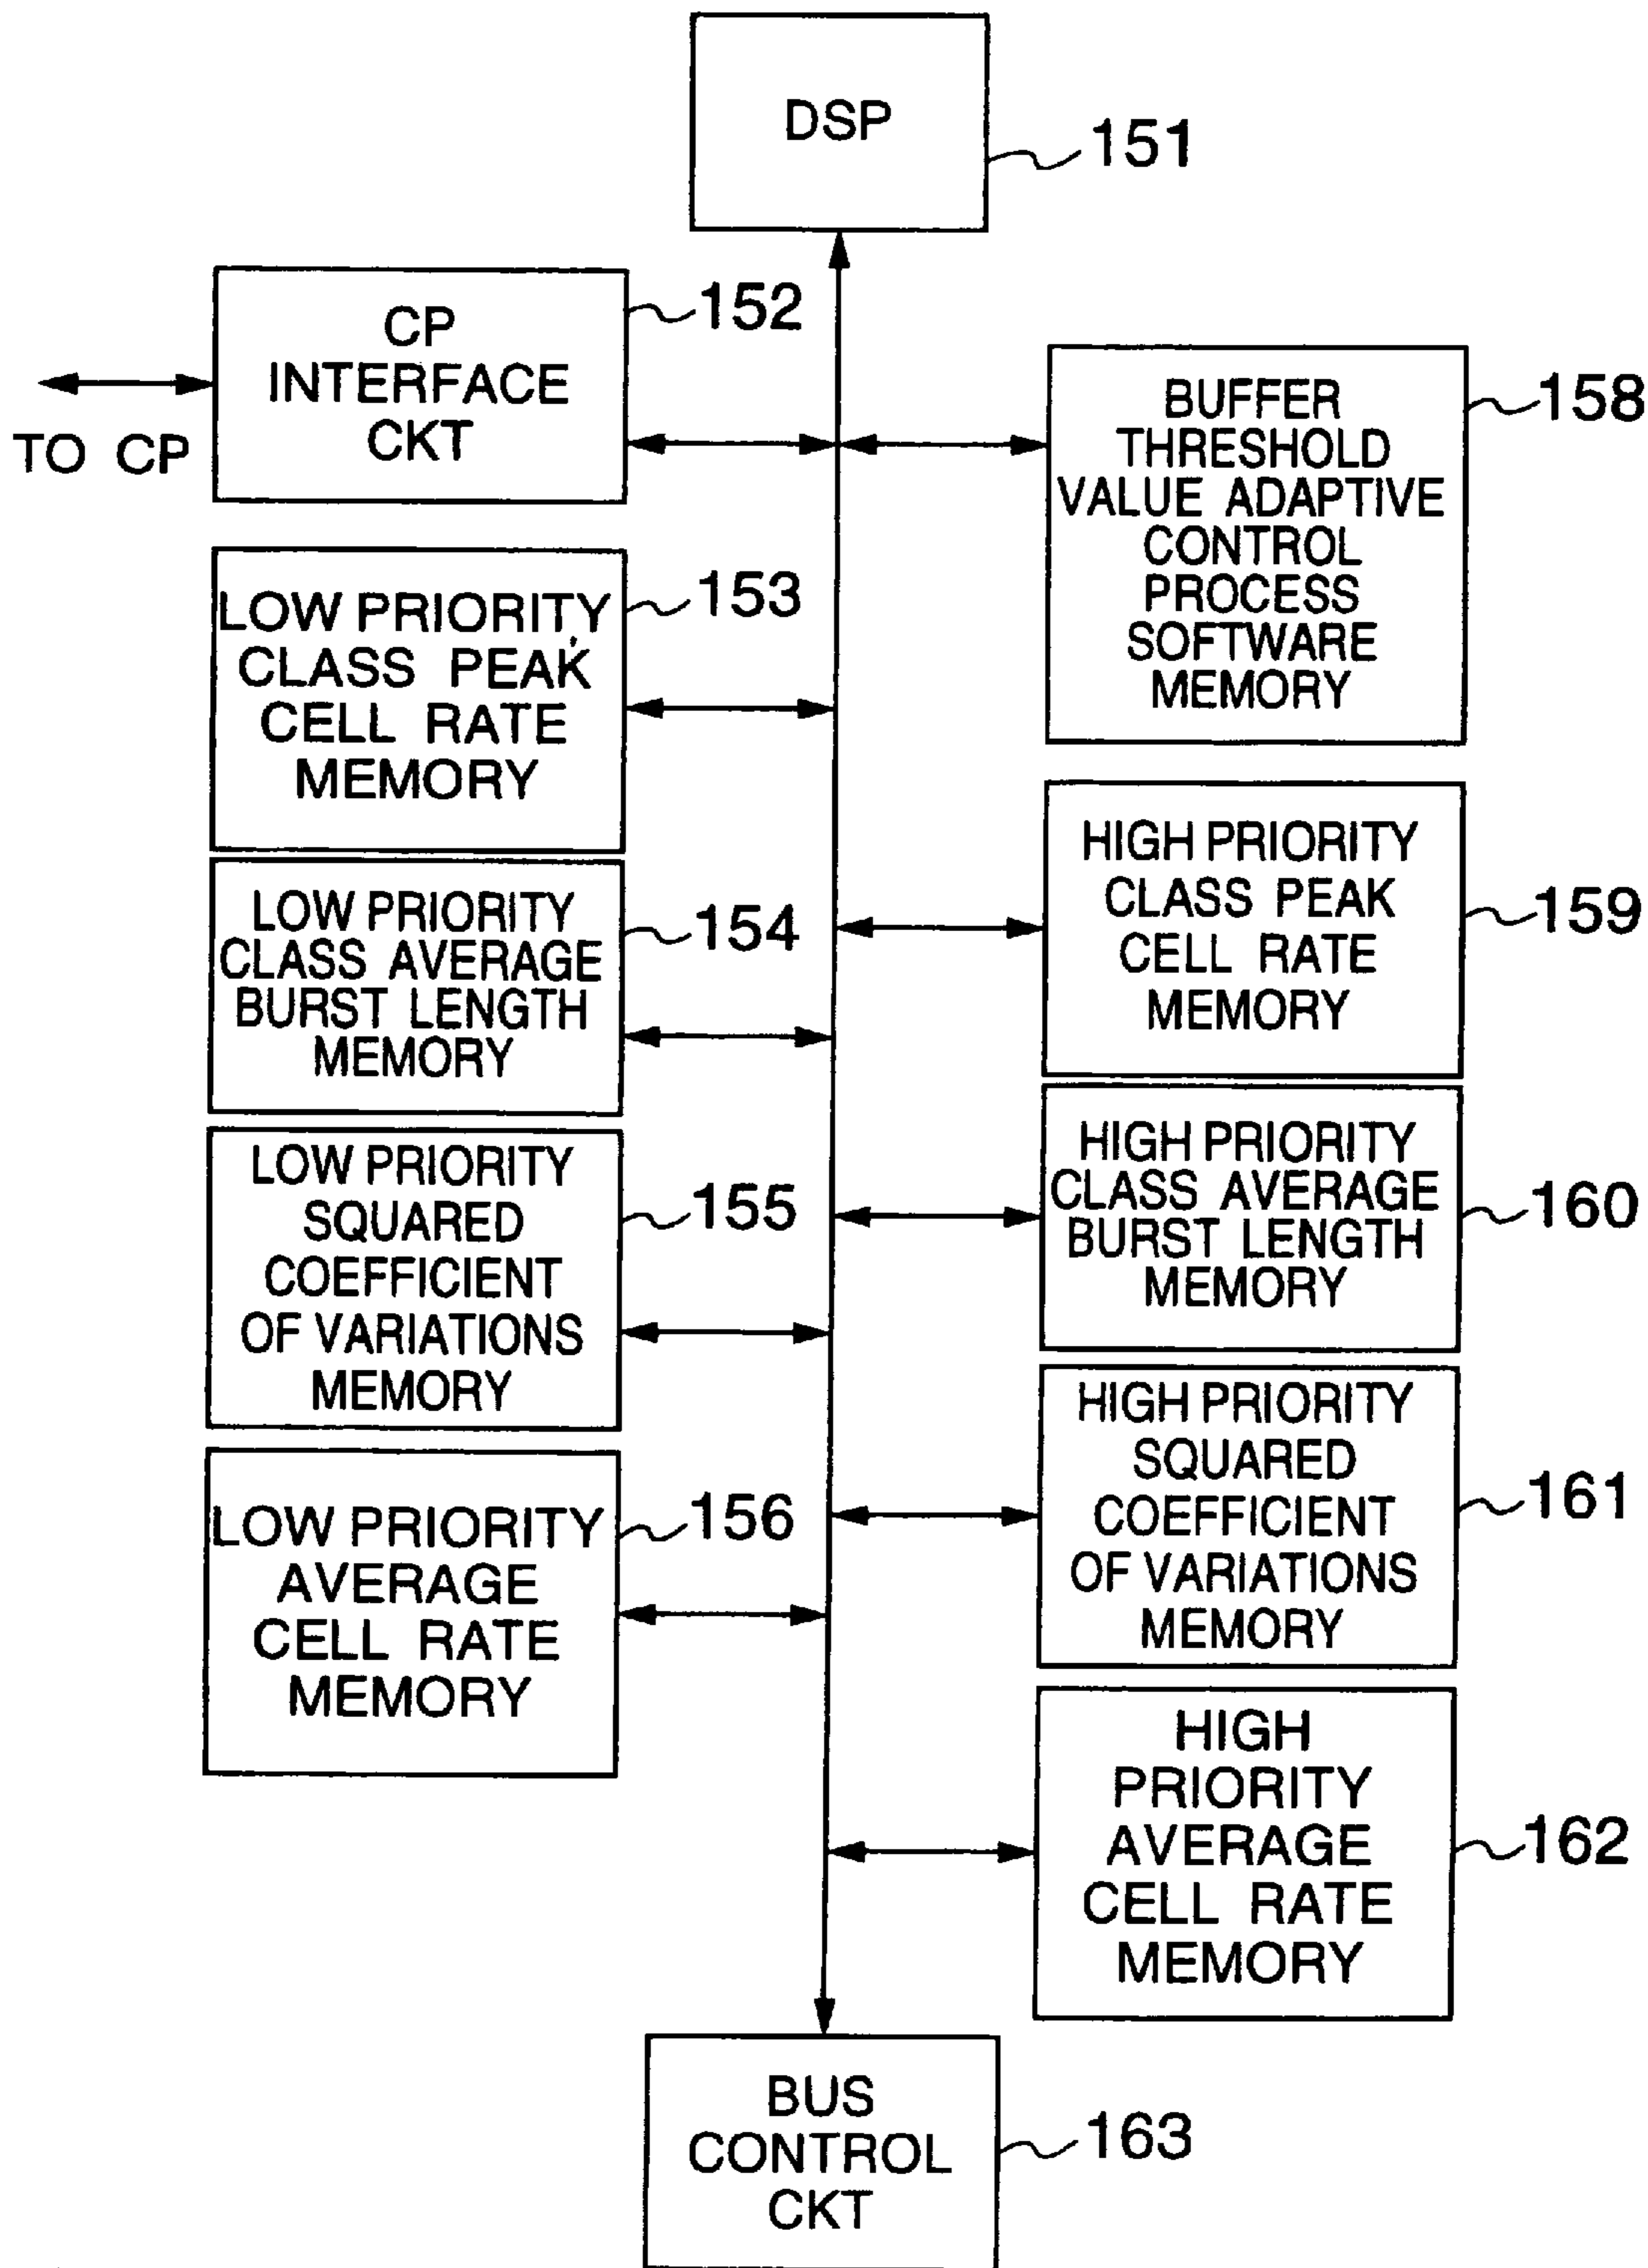 DSP
151
CP
INTERFACE
CKT
152
TO CP
BUFFER
THRESHOLD
VALUE ADAPTIVE
CONTROL
PROCESS
SOFTWARE
MEMORY
158
LOW PRIORITY
CLASS PEAK
CELL RATE
MEMORY
153
HIGH PRIORITY
CLASS PEAK
CELL RATE
MEMORY
159
LOW PRIORITY
CLASS AVERAGE
BURST LENGTH
MEMORY
154
HIGH PRIORITY
CLASS AVERAGE
BURST LENGTH
MEMORY
160
LOW PRIORITY
SQUARED
COEFFICIENT
OF VARIATIONS
MEMORY
155
HIGH PRIORITY
SQUARED
COEFFICIENT
OF VARIATIONS
MEMORY
161
LOW PRIORITY
AVERAGE
CELL RATE
MEMORY
156
HIGH
PRIORITY
AVERAGE
CELL RATE
MEMORY
162
BUS
CONTROL
CKT
163